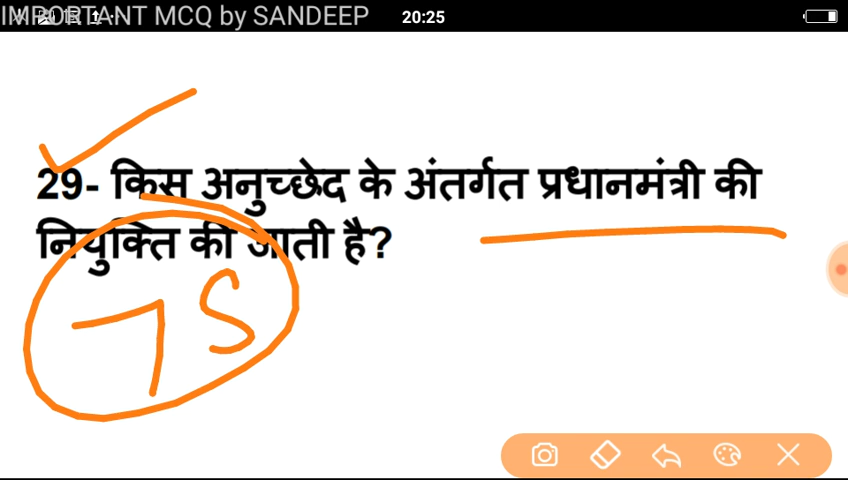 IMPORTANT MCQ by SANDEEP
20:25
29- किस अनुच्छेद के अंतर्गत प्रधानमंत्री की
नियुक्ति की जाती है?
75